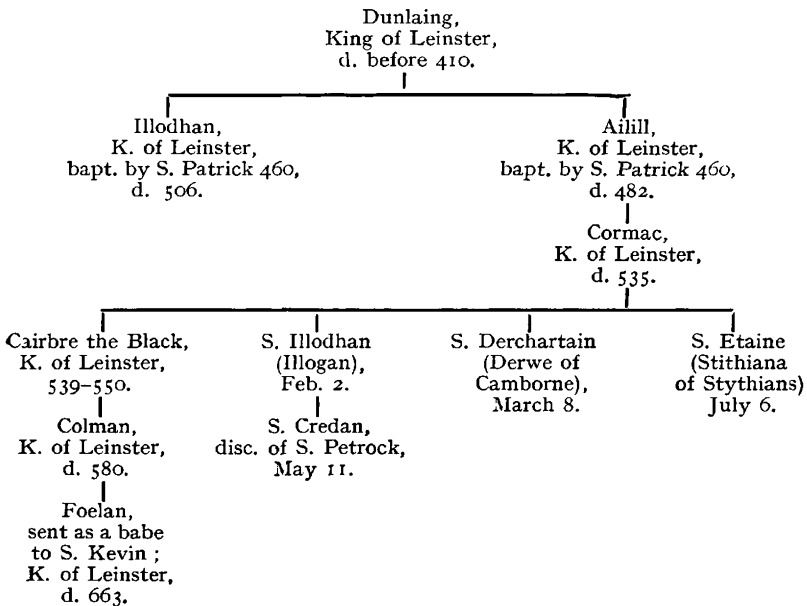 Dunlaing,
King of Leinster,
d. before 410.
Illodhan,
K. of Leinster,
bapt. by S. Patrick 460,
d. 506.
Ailill,
K. of Leinster,
bapt. by S. Patrick 460,
d. 482.
Cormac,
K. of Leinster,
d. 535.
Cairbre the Black,
K. of Leinster,
539–550.
Colman,
K. of Leinster,
d. 580.
Foelan,
sent as a babe
to S. Kevin ;
K. of Leinster,
d. 663.
S. Illodhan
(Illogan),
Feb. 2.
S. Credan,
disc. of S. Petrock,
May 11.
S. Derchartain
(Derwe of
Camborne),
March 8.
S. Etaine
(Stithiana
of Stythians)
July 6.